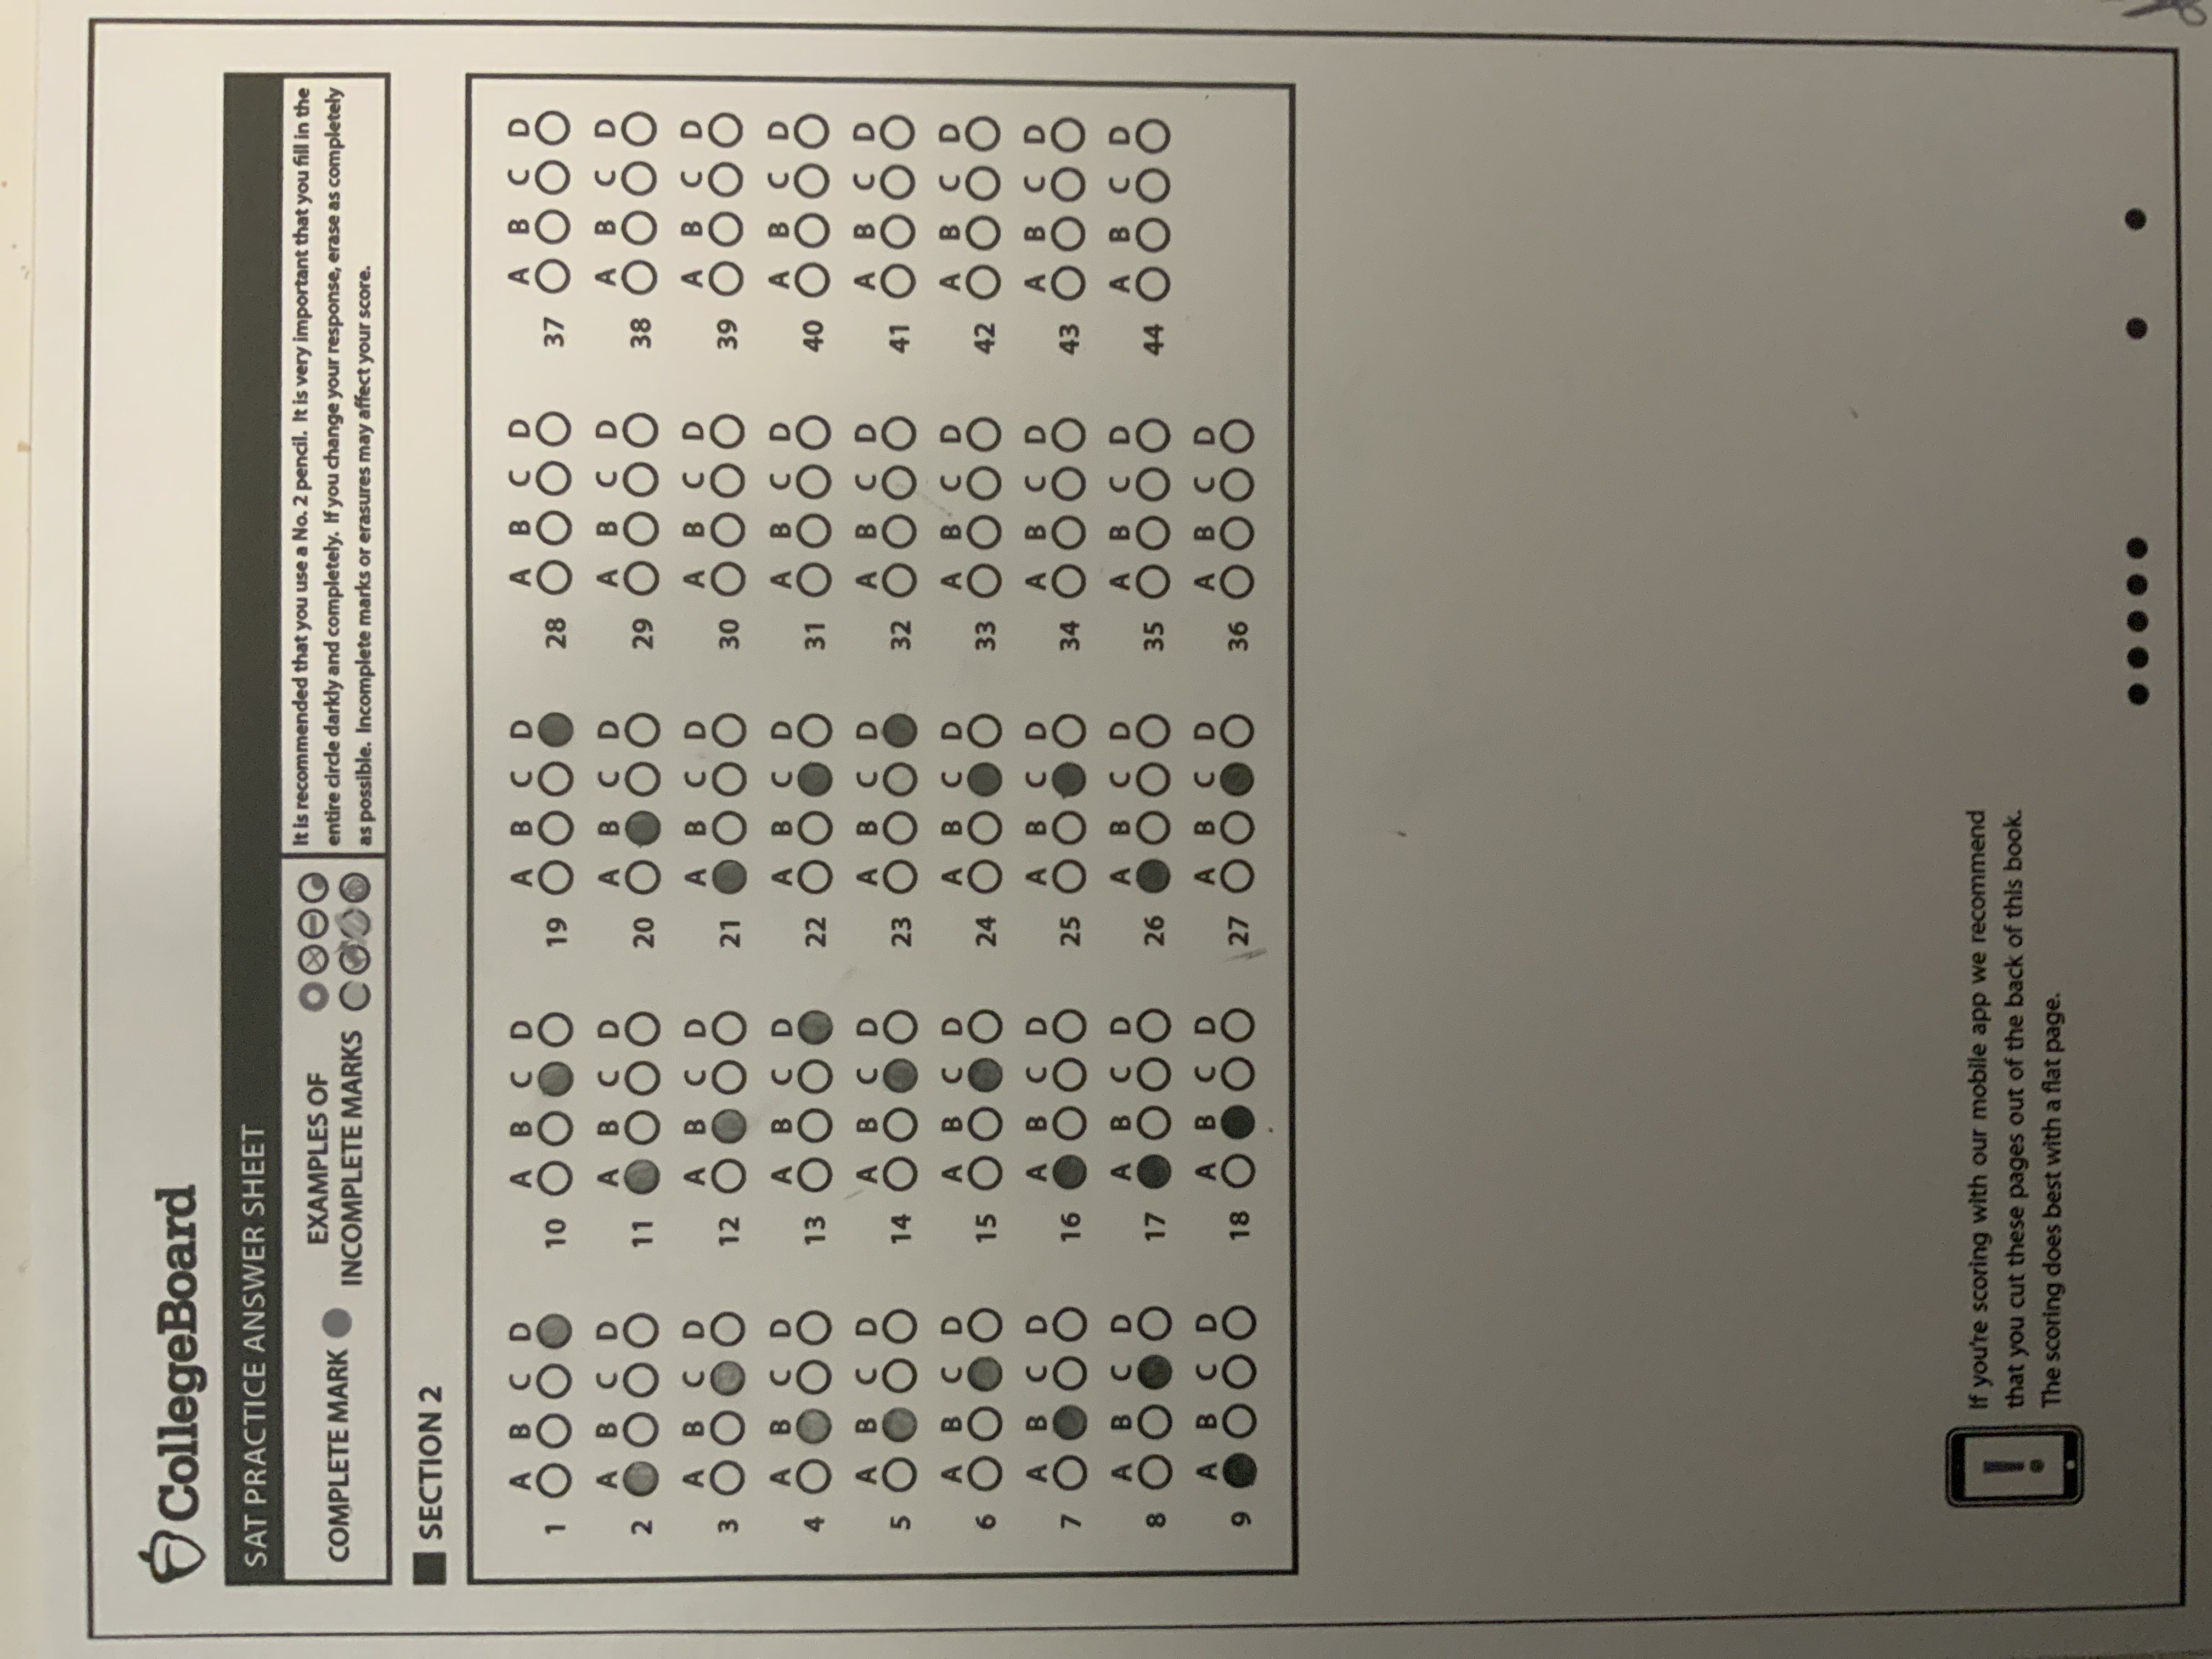 CollegeBoard
SAT PRACTICE ANSWER SHEET
COMPLETE MARK
EXAMPLES OF
INCOMPLETE MARKS
It is recommended that you use a No. 2 pencil. It is very important that you fill in the
entire circle darkly and completely. If you change your response, erase as completely
as possible. Incomplete marks or erasures may affect your score.
SECTION 2
A B C D A B C D A B C D A B C D A B C D
1 10 19 28 37
A B C D A B C D A B C D A B C D A B C D
2 11 20 29 38
A B C D A B C D A B C D A B C D A B C D
3 12 21 30 39
A B C D A B C D A B C D A B C D A B C D
4 13 22 31 40
A B C D A B C D A B C D A B C D A B C D
5 14 23 32 41
A B C D A B C D A B C D A B C D A B C D
6 15 24 33 42
A B C D A B C D A B C D A B C D A B C D
7 16 25 34 43
A B C D A B C D A B C D A B C D A B C D
8 17 26 35 44
A B C D A B C D A B C D A B C D
9 18 27 36
If you're scoring with our mobile app we recommend
that you cut these pages out of the back of this book.
The scoring does best with a flat page.